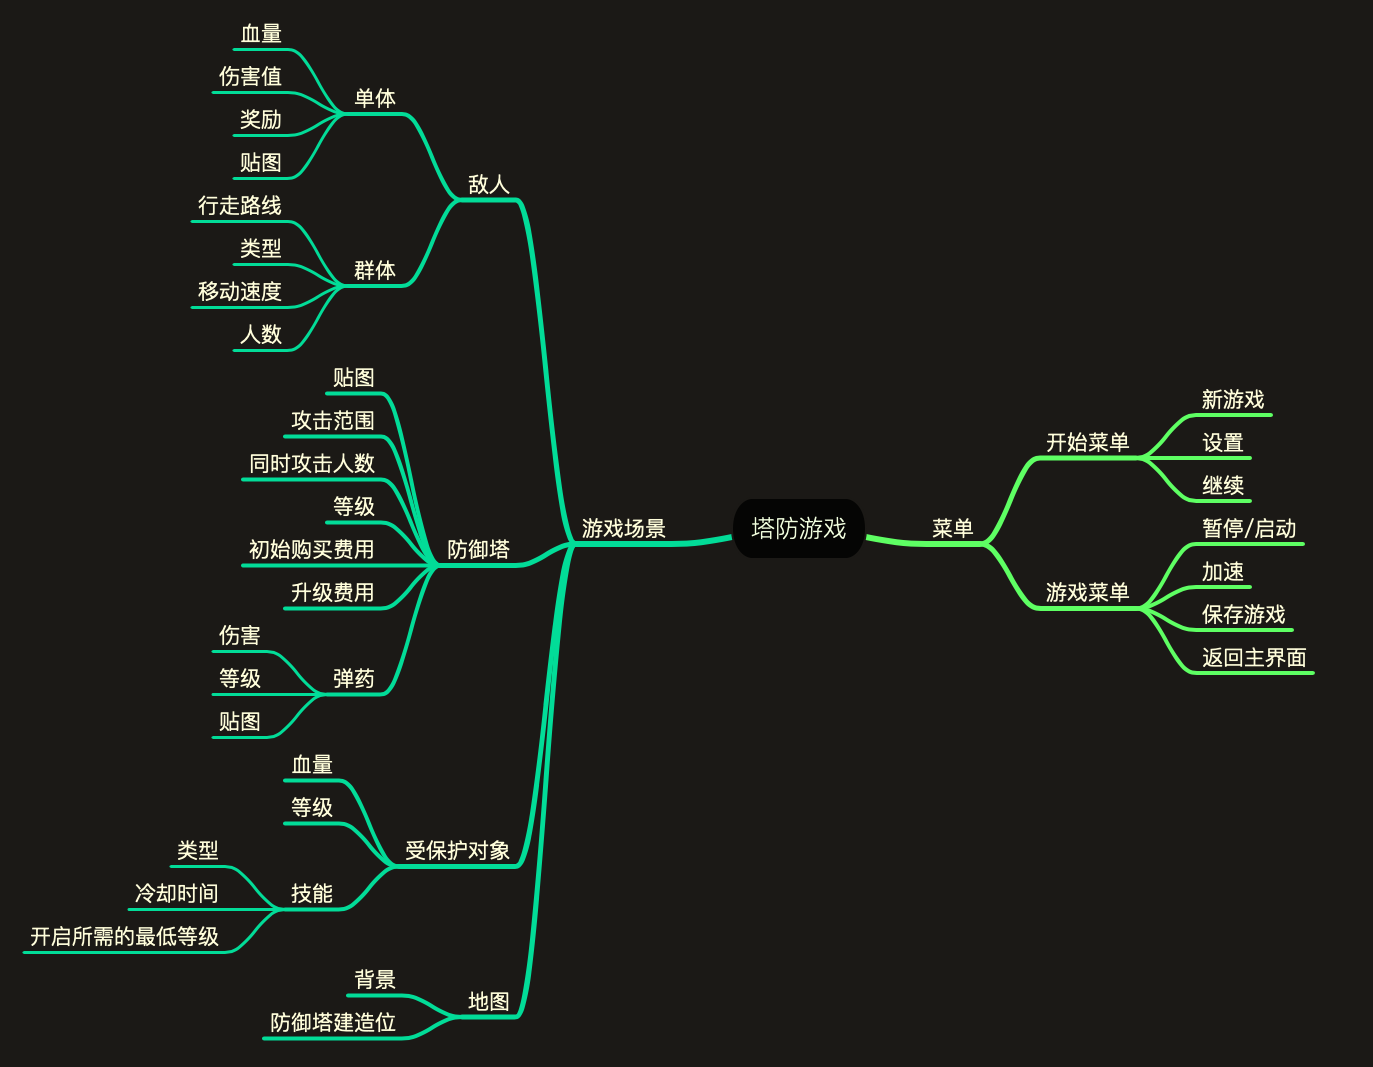 塔防游戏
游戏场景
敌人
单体
血量
伤害值
奖励
贴图
群体
行走路线
类型
移动速度
人数
防御塔
贴图
攻击范围
同时攻击人数
等级
初始购买费用
升级费用
弹药
伤害
等级
贴图
受保护对象
血量
等级
技能
类型
冷却时间
开启所需的最低等级
地图
背景
防御塔建造位
菜单
开始菜单
新游戏
设置
继续
游戏菜单
暂停/启动
加速
保存游戏
返回主界面